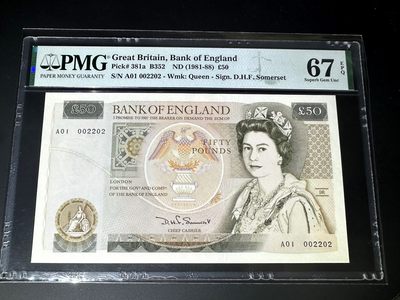 PMG
PAPER MONEY GUARANTY
Great Britain, Bank of England
Pick# 381a B352 ND (1981-88) £50
S/N A01 002202 - Wmk: Queen - Sign. D.H.F. Somerset
67 EPQ
Superb Gem Unc
£50
BANK OF ENGLAND
£50
I PROMISE TO PAY THE BEARER ON DEMAND THE SUM OF
A01 002202
FIFTY
POUNDS
LONDON
FOR THE GOVR AND COMPA
OF THE BANK OF ENGLAND
D.H.F. Somerset
CHIEF CASHIER
A01 002202